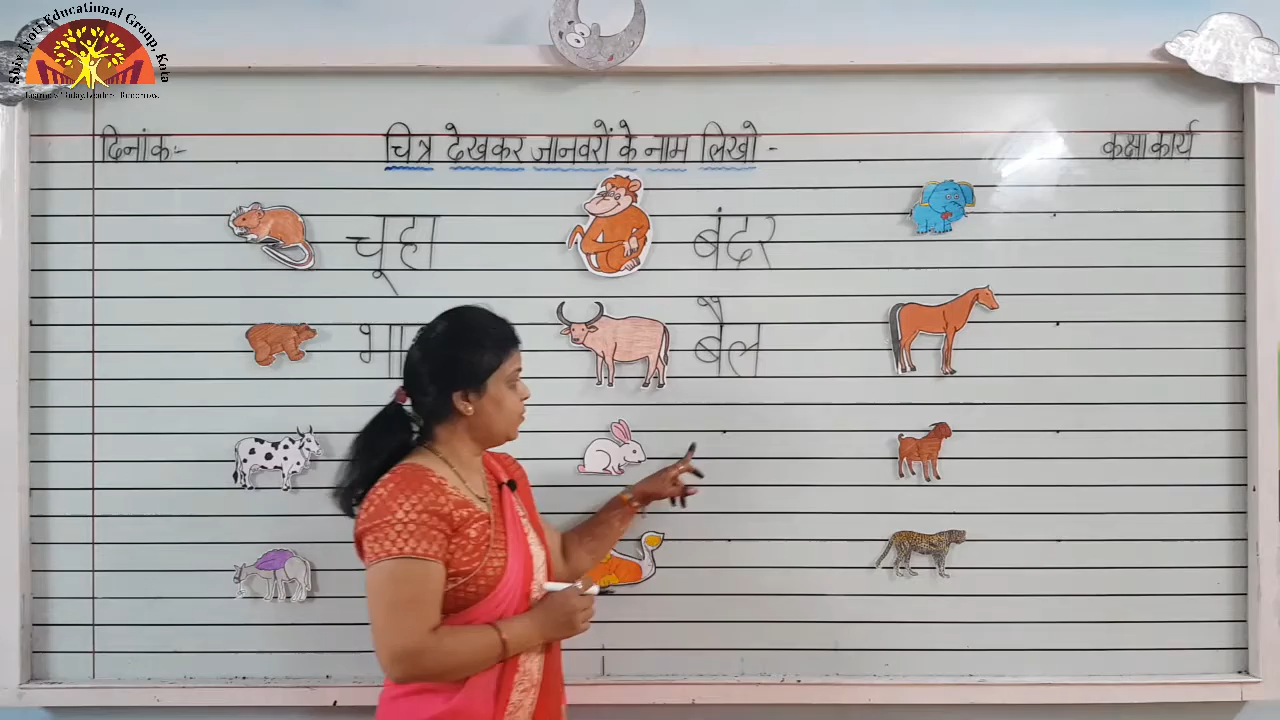 Shiv Jyoti Educational Group, Kota
दिनांक:- चित्र देखकर जानवरों के नाम लिखो - कक्षाकार्य
चूहा बंदर
बैल